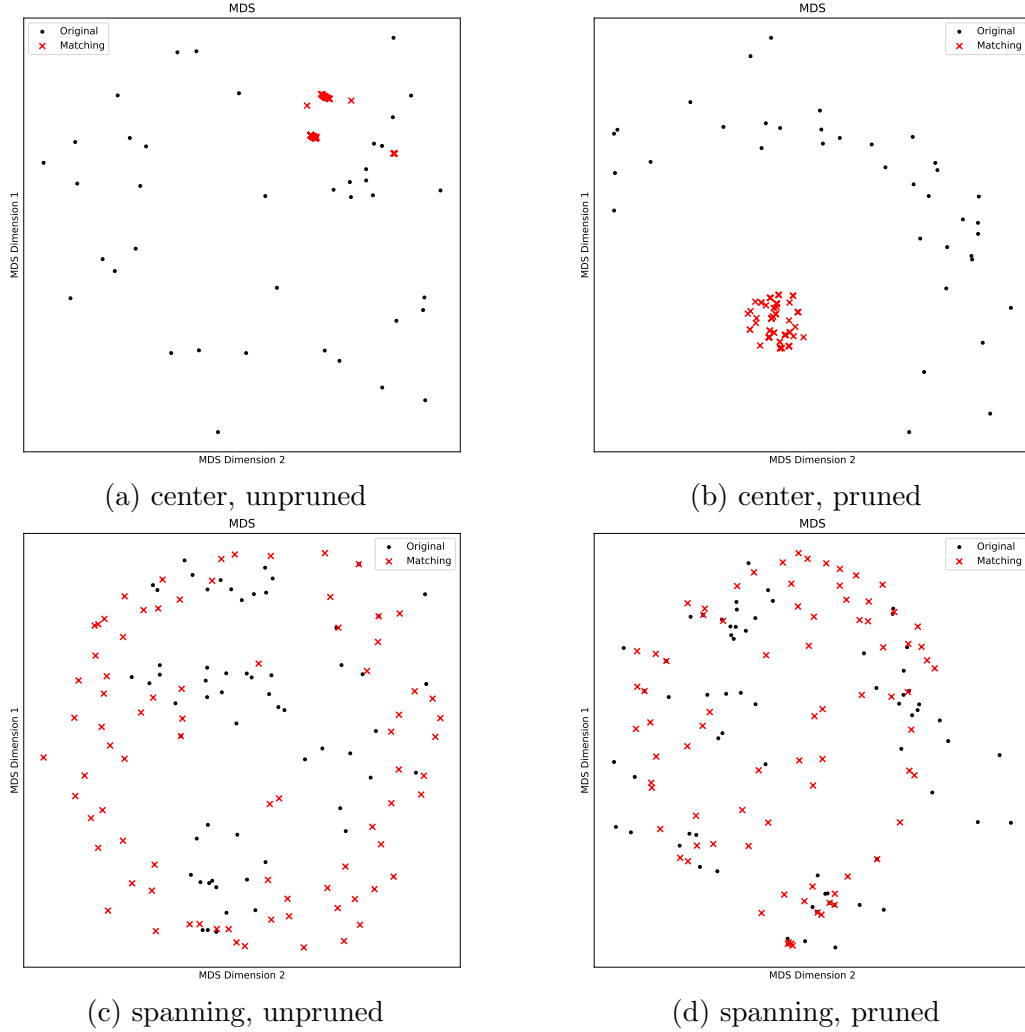 MDS
Original
Matching
MDS Dimension 1
MDS Dimension 2
(a) center, unpruned
MDS
Original
Matching
MDS Dimension 1
MDS Dimension 2
(b) center, pruned
MDS
Original
Matching
MDS Dimension 1
MDS Dimension 2
(c) spanning, unpruned
MDS
Original
Matching
MDS Dimension 1
MDS Dimension 2
(d) spanning, pruned